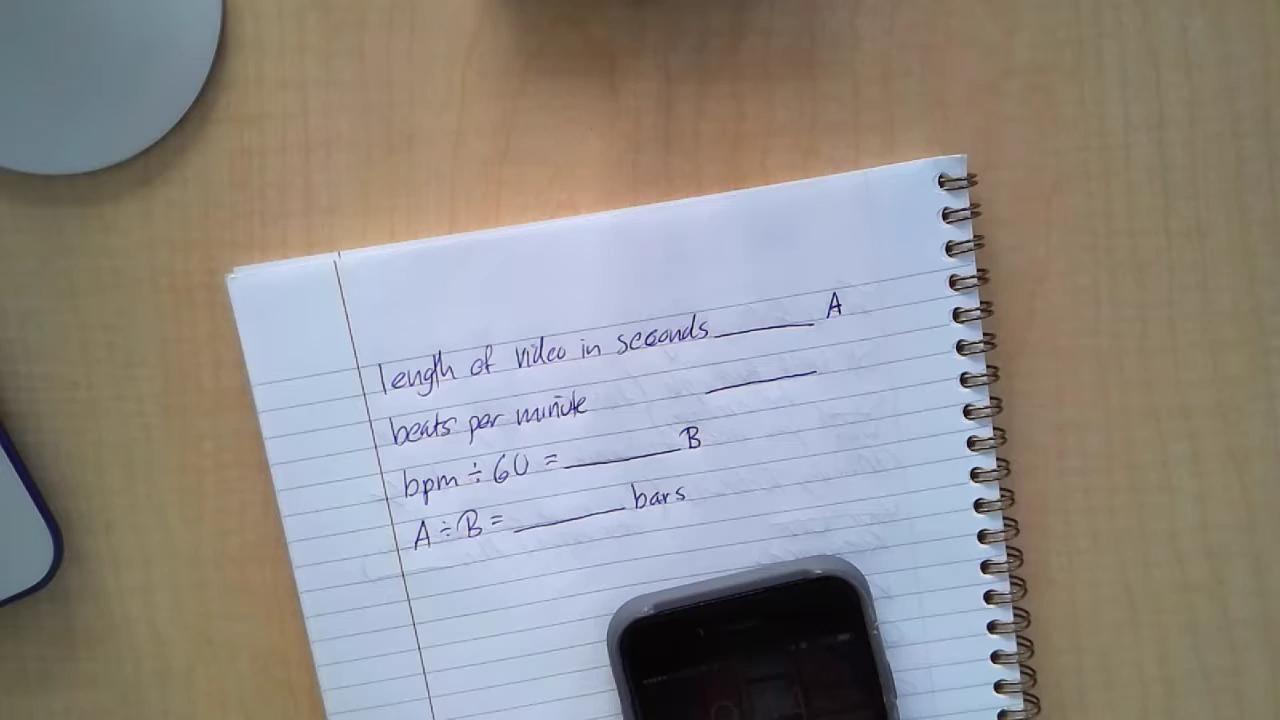 length of video in seconds ______ A
beats per minute ______
bpm ÷ 60 = ______ B
A ÷ B = ______ bars